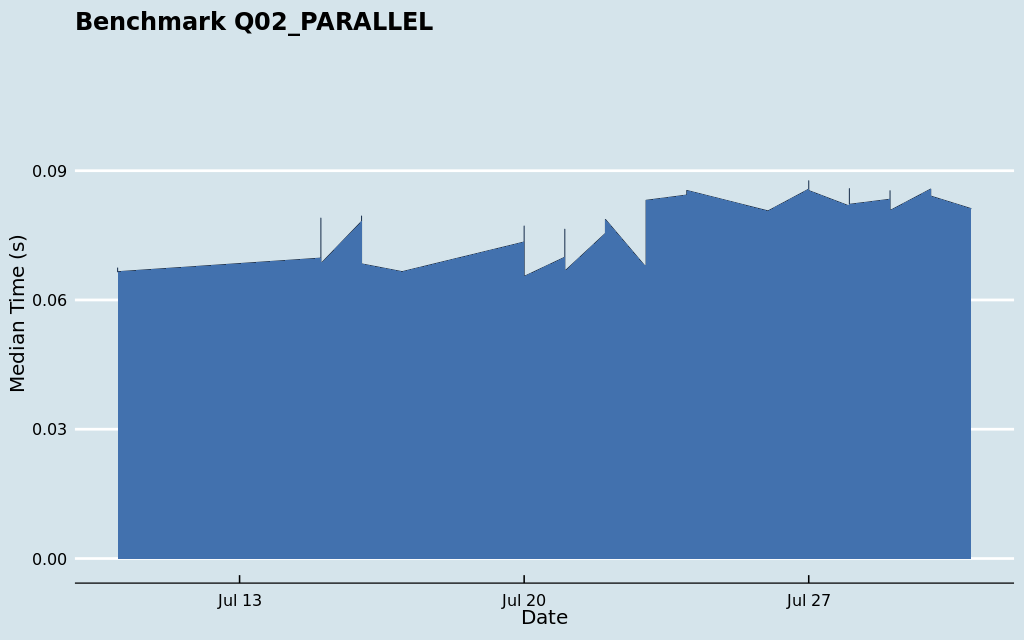 Benchmark Q02_PARALLEL
Median Time (s)
0.09
0.06
0.03
0.00
Jul 13
Jul 20
Jul 27
Date